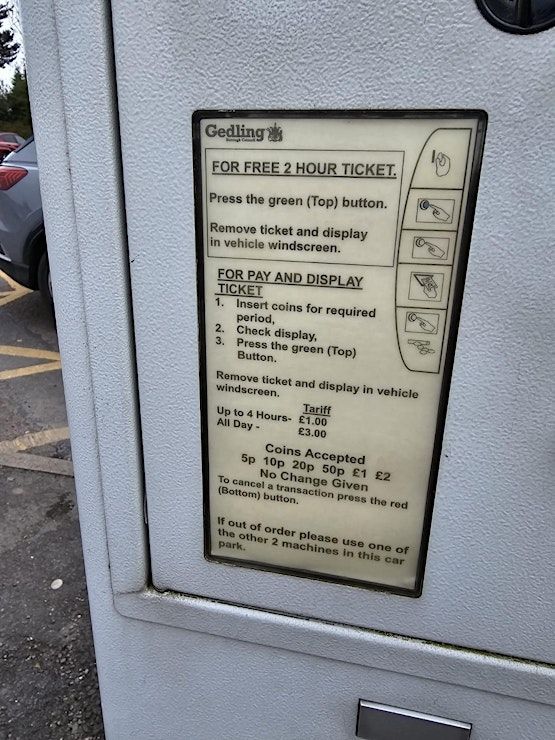 Gedling
Borough Council
FOR FREE 2 HOUR TICKET.
Press the green (Top) button.
Remove ticket and display
in vehicle windscreen.
FOR PAY AND DISPLAY
TICKET
1. Insert coins for required
period,
2. Check display,
3. Press the green (Top)
Button.
Remove ticket and display in vehicle
windscreen.
Tariff
Up to 4 Hours- £1.00
All Day - £3.00
Coins Accepted
5p 10p 20p 50p £1 £2
No Change Given
To cancel a transaction press the red
(Bottom) button.
If out of order please use one of
the other 2 machines in this car
park.